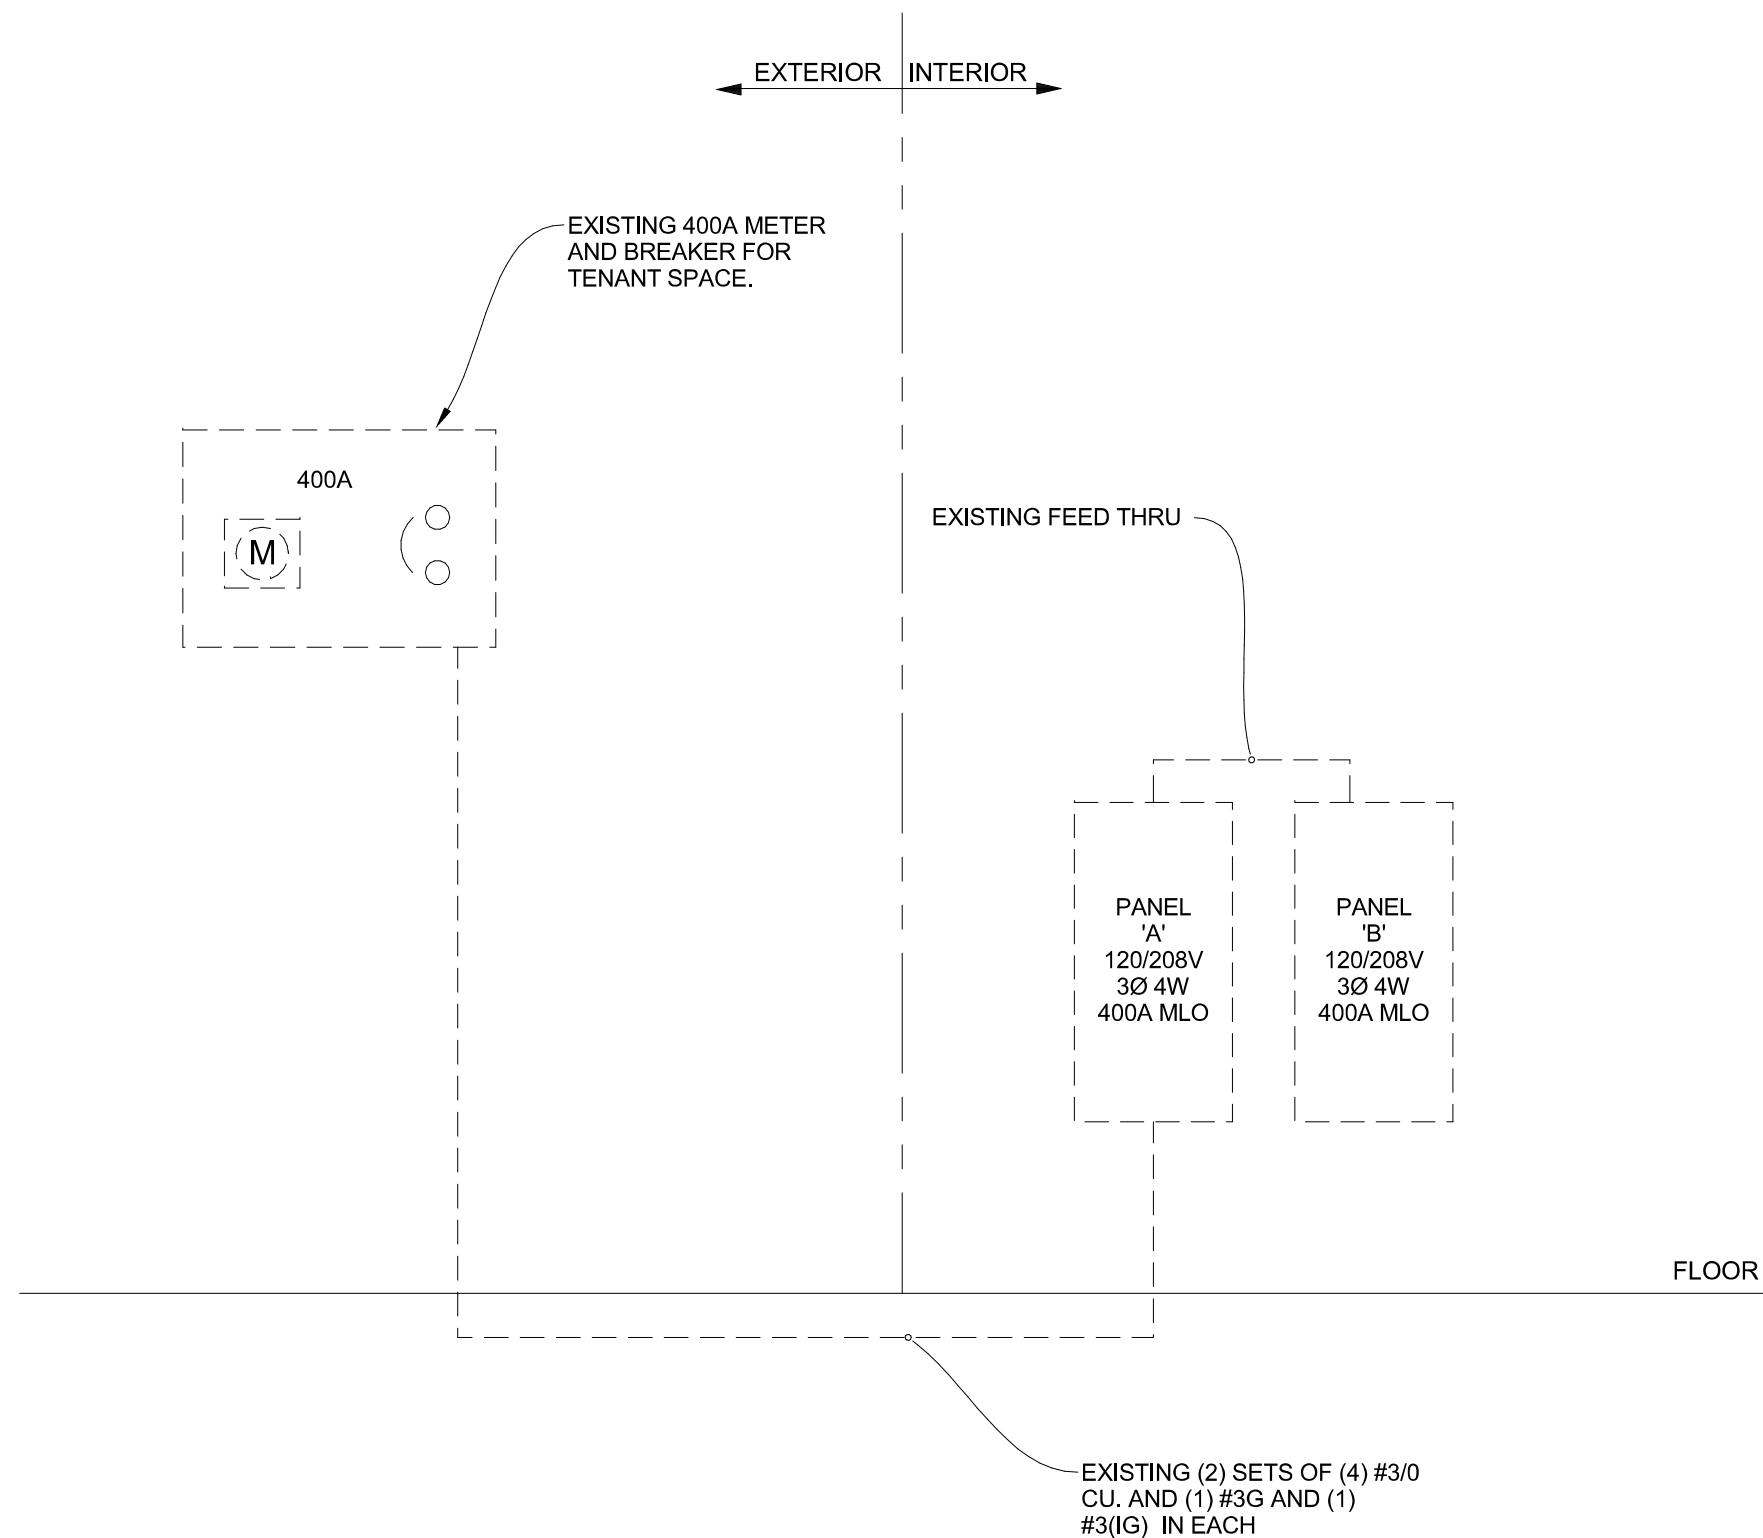 EXTERIOR INTERIOR
EXISTING 400A METER
AND BREAKER FOR
TENANT SPACE.
400A
M
EXISTING FEED THRU
PANEL
'A'
120/208V
3Ø 4W
400A MLO
PANEL
'B'
120/208V
3Ø 4W
400A MLO
FLOOR
EXISTING (2) SETS OF (4) #3/0
CU. AND (1) #3G AND (1)
#3(IG) IN EACH